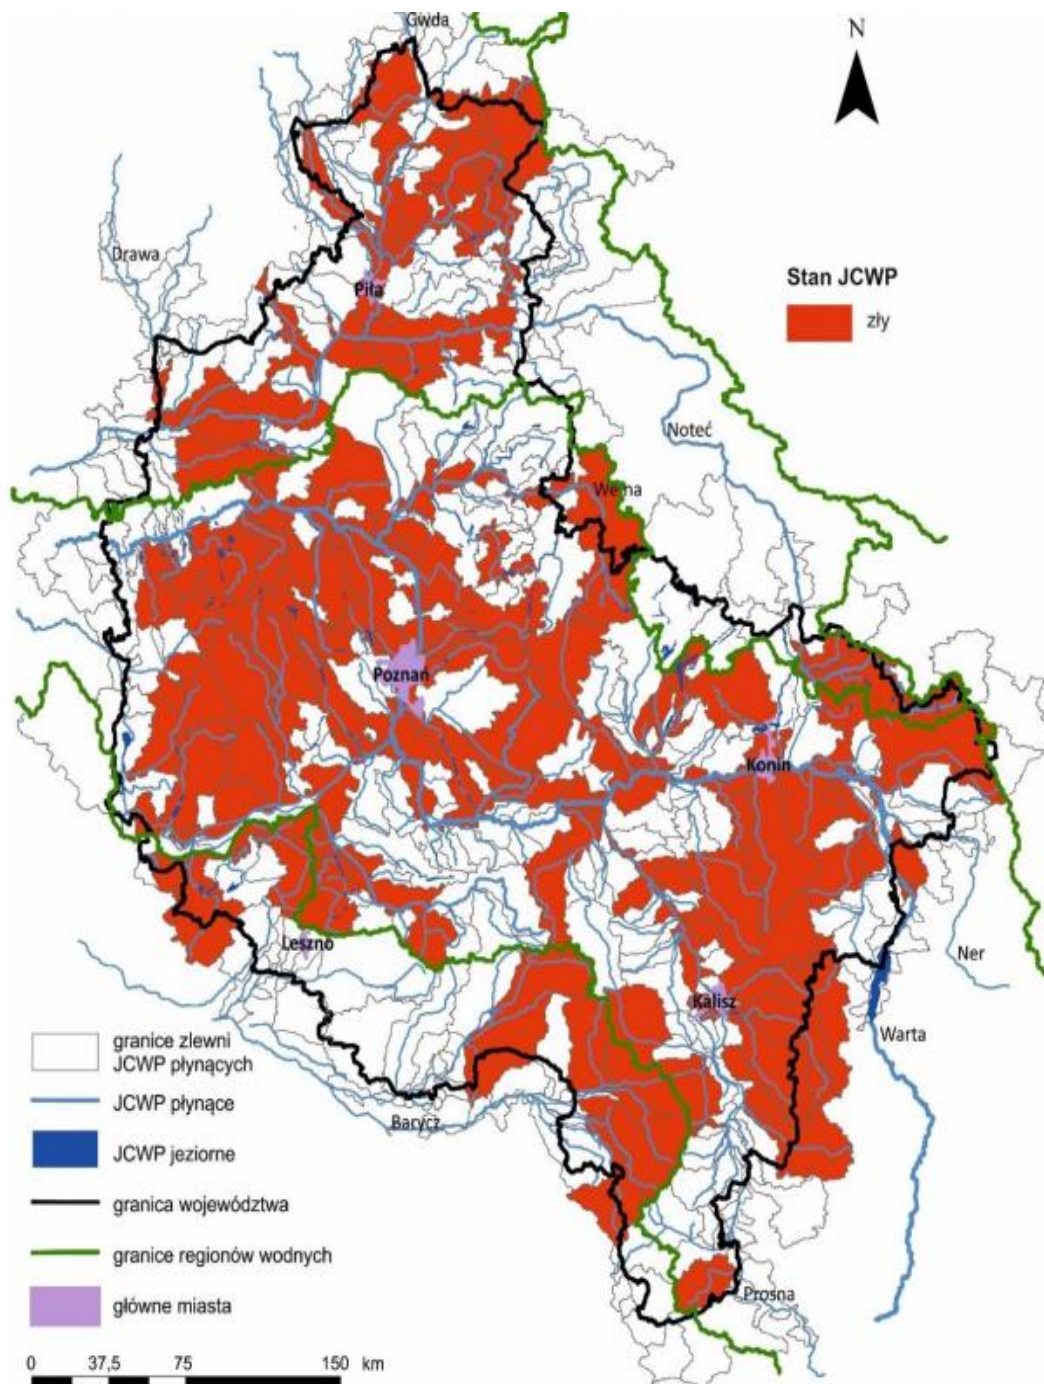 Gwda
N
Drawa
Stan JCWP
zły
Piła
Noteć
Wełna
Poznań
Konin
Leszno
Ner
Kalisz
Warta
granice zlewni
JCWP płynących
JCWP płynące
Barycz
JCWP jeziorne
granica województwa
granice regionów wodnych
główne miasta
Prosna
0 37,5 75 150 km